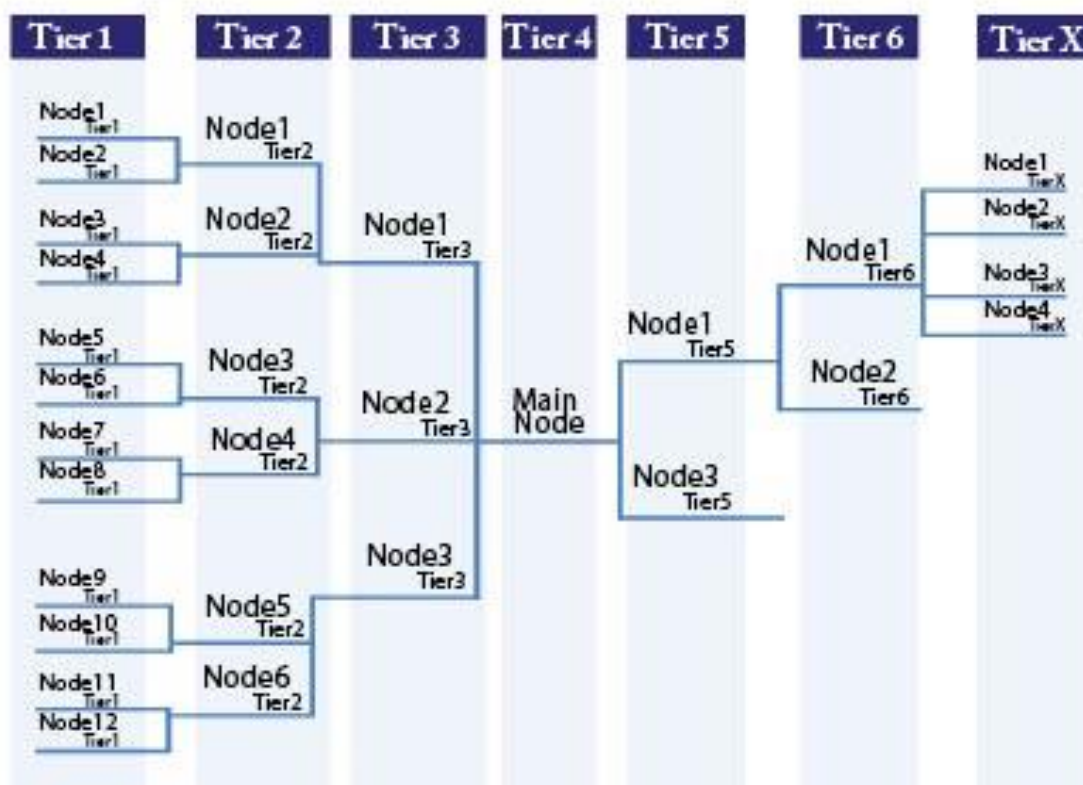 Tier 1
Tier 2
Tier 3
Tier 4
Tier 5
Tier 6
Tier X
Node1
Tier1
Node2
Tier1
Node3
Tier1
Node4
Tier1
Node5
Tier1
Node6
Tier1
Node7
Tier1
Node8
Tier1
Node9
Tier1
Node10
Tier1
Node11
Tier1
Node12
Tier1
Node1
Tier2
Node2
Tier2
Node3
Tier2
Node4
Tier2
Node5
Tier2
Node6
Tier2
Node1
Tier3
Node2
Tier3
Node3
Tier3
Main
Node
Node1
Tier5
Node3
Tier5
Node1
Tier6
Node2
Tier6
Node1
TierX
Node2
TierX
Node3
TierX
Node4
TierX